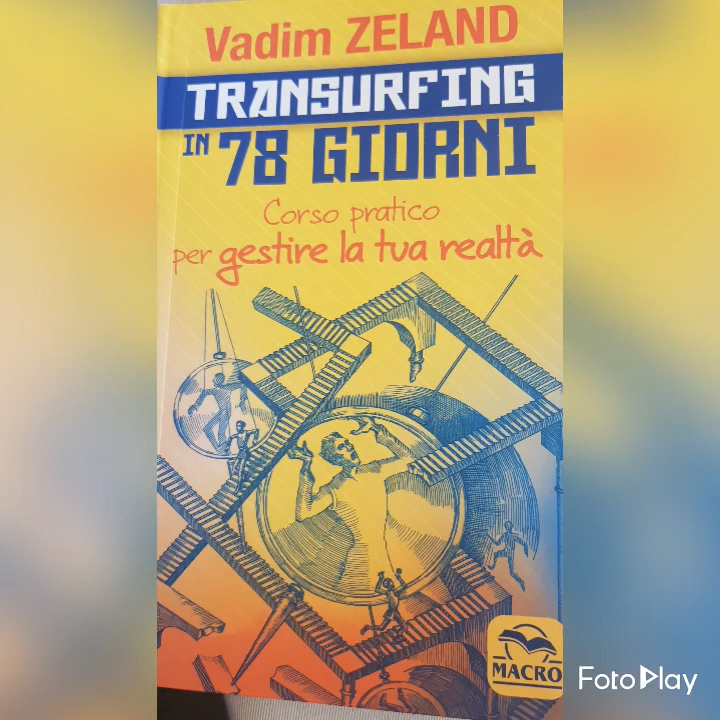 Vadim ZELAND
TRANSURFING
IN 78 GIORNI
Corso pratico
per gestire la tua realtà
MACRO
FotoPlay